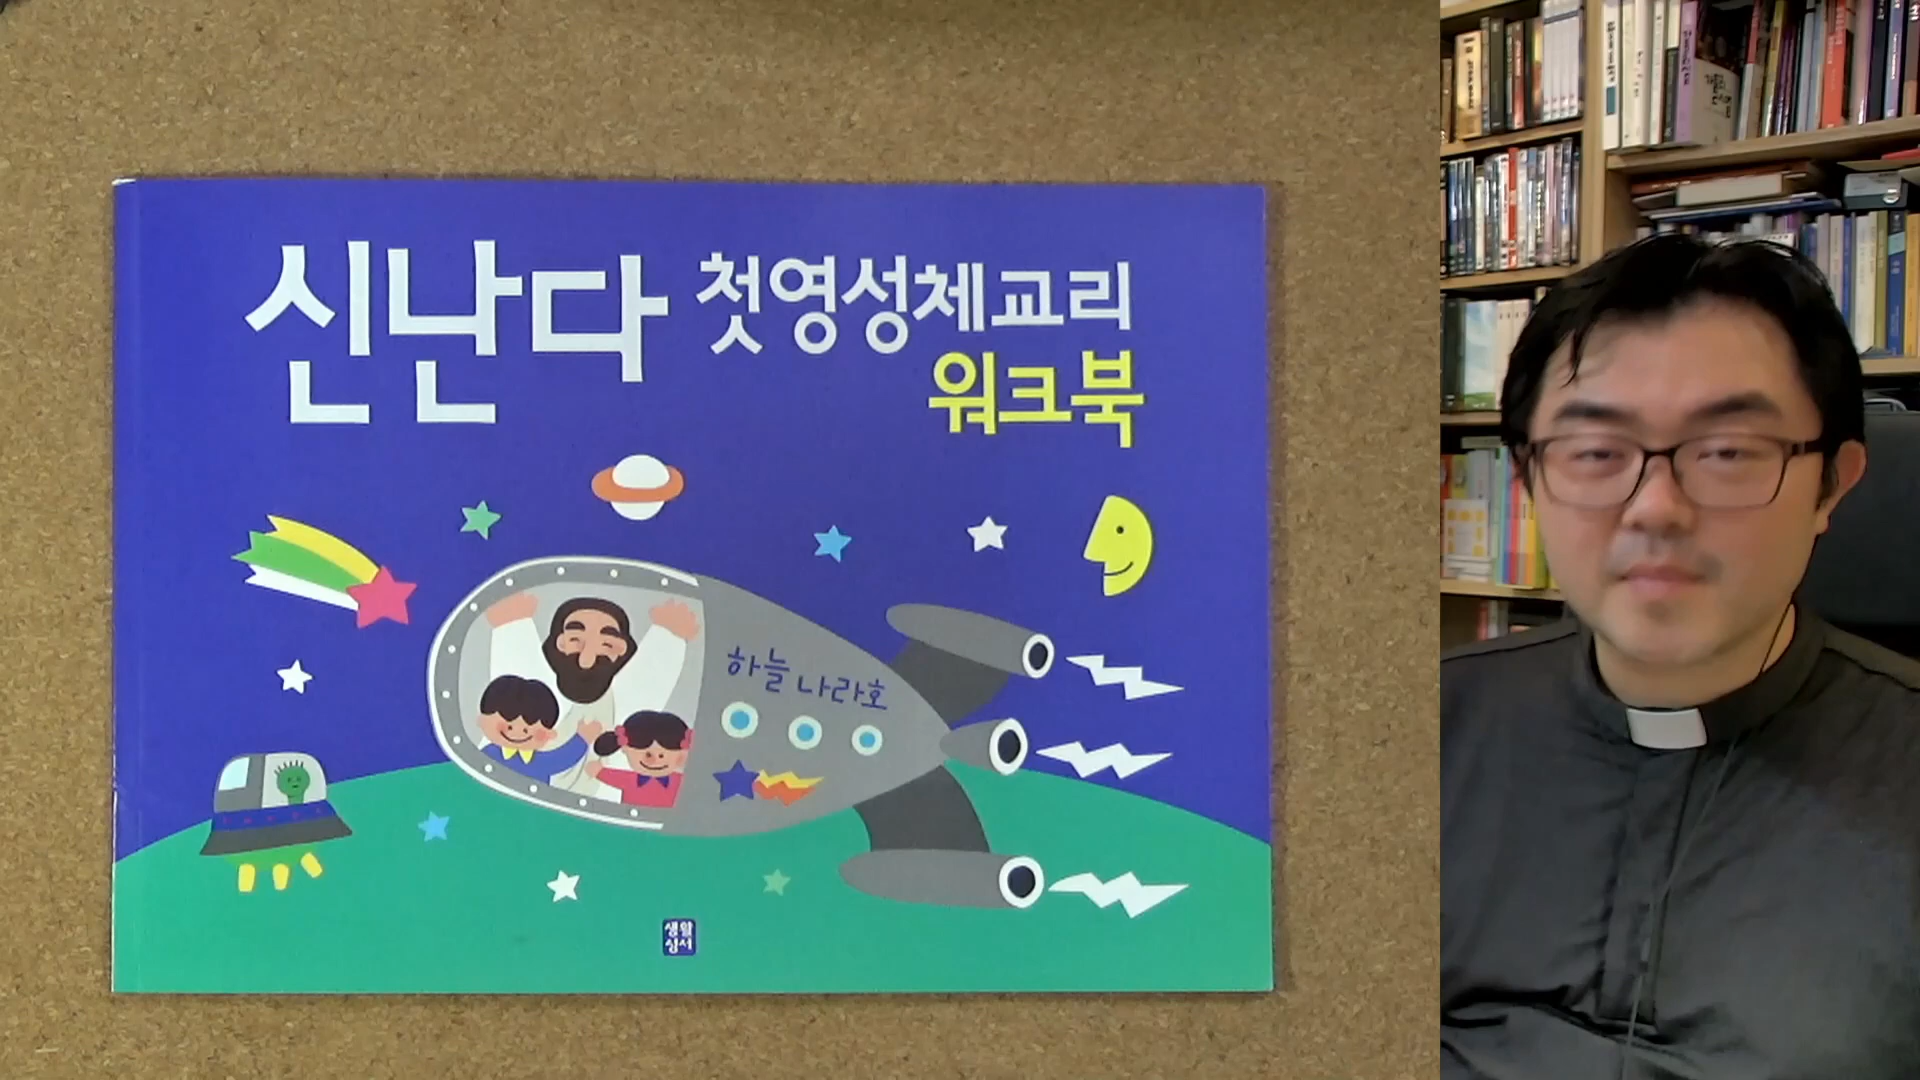 신난다 첫영성체교리
워크북
하늘 나라호
생활
성서